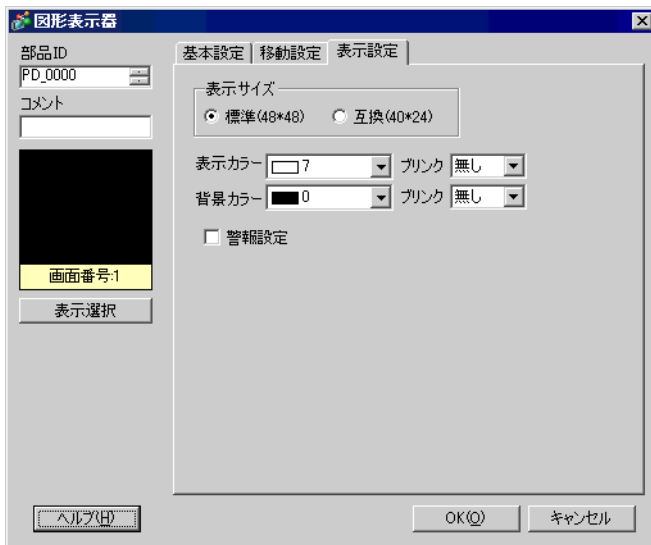 図形表示器
部品ID
PD_0000
コメント
画面番号:1
表示選択
基本設定 移動設定 表示設定
表示サイズ
標準(48*48) 互換(40*24)
表示カラー 7 ブリンク 無し
背景カラー 0 ブリンク 無し
警報設定
ヘルプ(H) OK(O) キャンセル